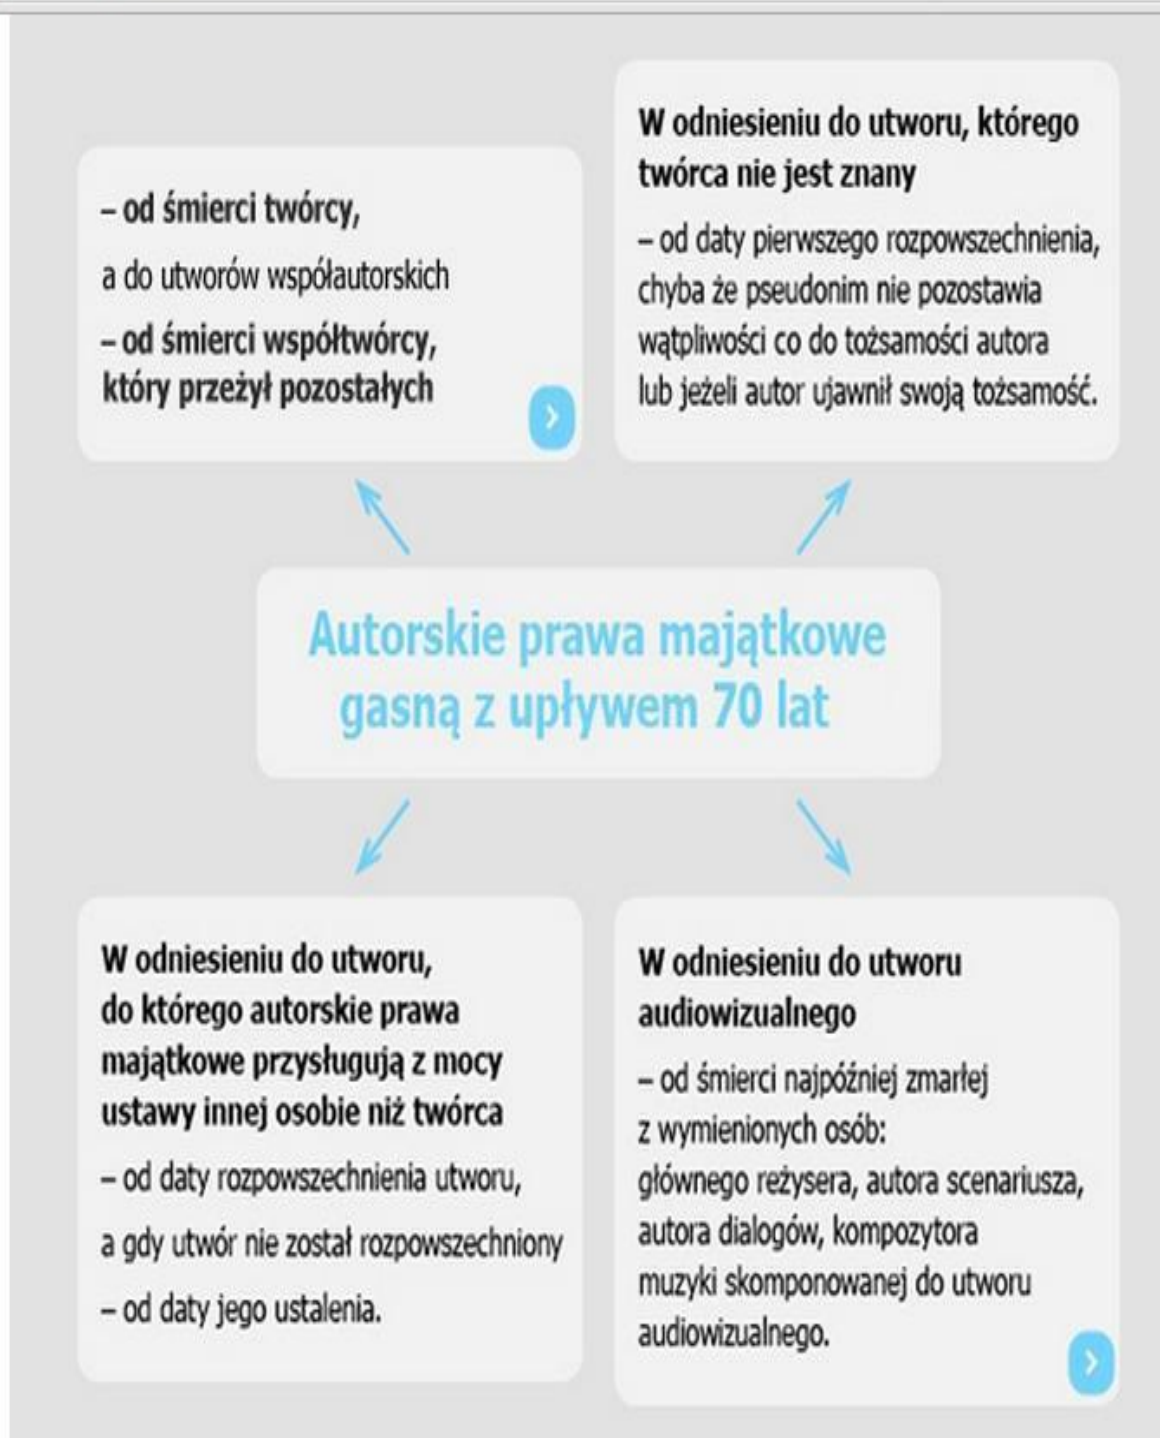 – od śmierci twórcy,
a do utworów współautorskich
– od śmierci współtwórcy,
który przeżył pozostałych
W odniesieniu do utworu, którego
twórca nie jest znany
– od daty pierwszego rozpowszechnienia,
chyba że pseudonim nie pozostawia
wątpliwości co do tożsamości autora
lub jeżeli autor ujawnił swoją tożsamość.
Autorskie prawa majątkowe
gasną z upływem 70 lat
W odniesieniu do utworu,
do którego autorskie prawa
majątkowe przysługują z mocy
ustawy innej osobie niż twórca
– od daty rozpowszechnienia utworu,
a gdy utwór nie został rozpowszechniony
– od daty jego ustalenia.
W odniesieniu do utworu
audiowizualnego
– od śmierci najpóźniej zmarłej
z wymienionych osób:
głównego reżysera, autora scenariusza,
autora dialogów, kompozytora
muzyki skomponowanej do utworu
audiowizualnego.